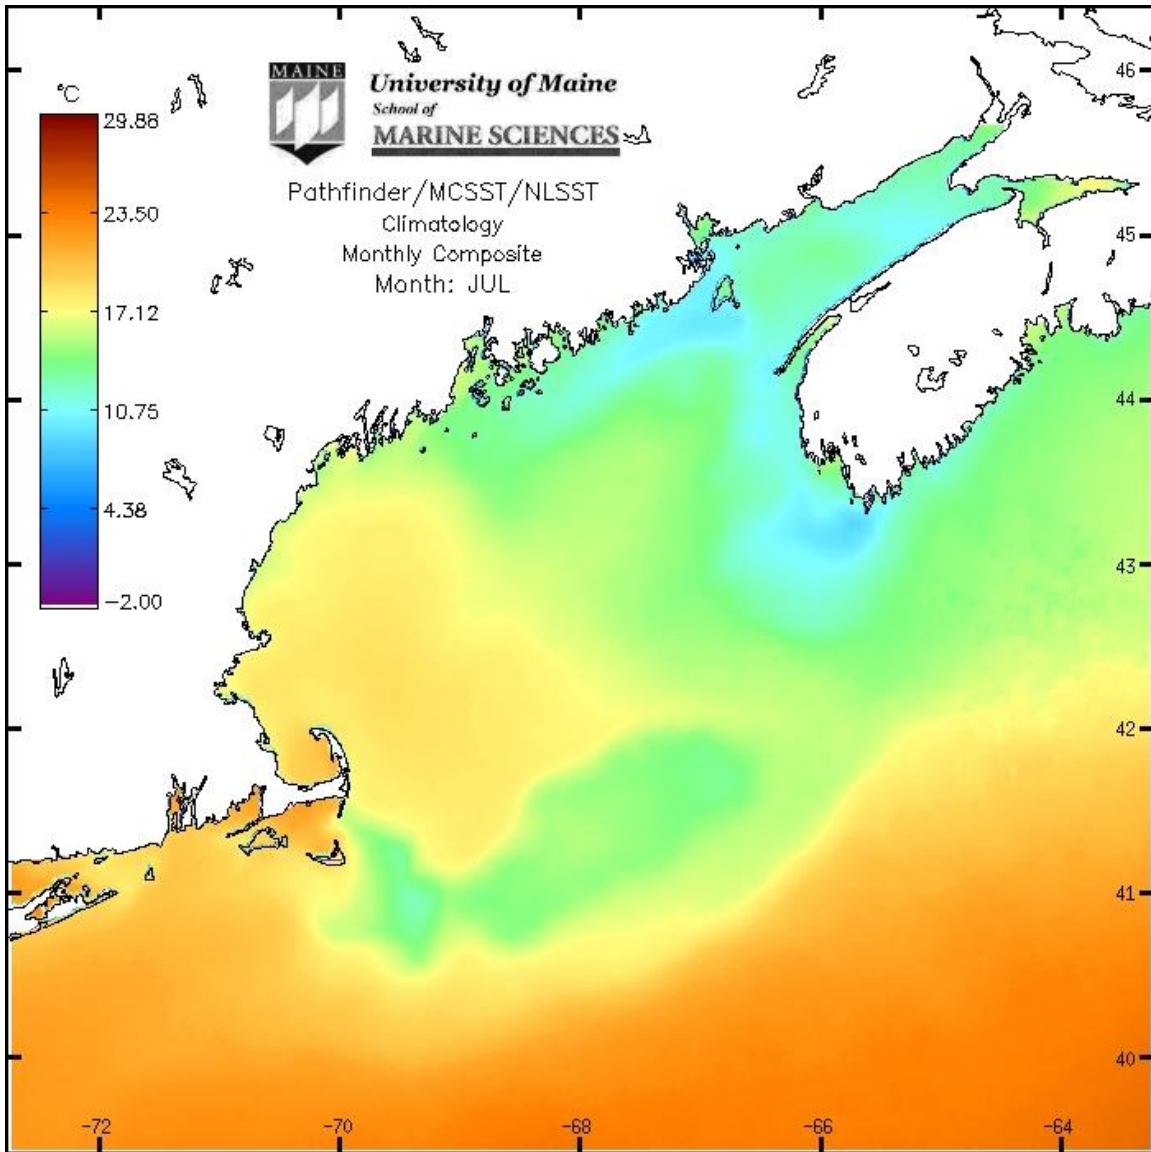 MAINE
University of Maine
School of
MARINE SCIENCES
Pathfinder/MCSST/NLSST
Climatology
Monthly Composite
Month: JUL
°C
29.88
23.50
17.12
10.75
4.38
-2.00
46
45
44
43
42
41
40
-72
-70
-68
-66
-64